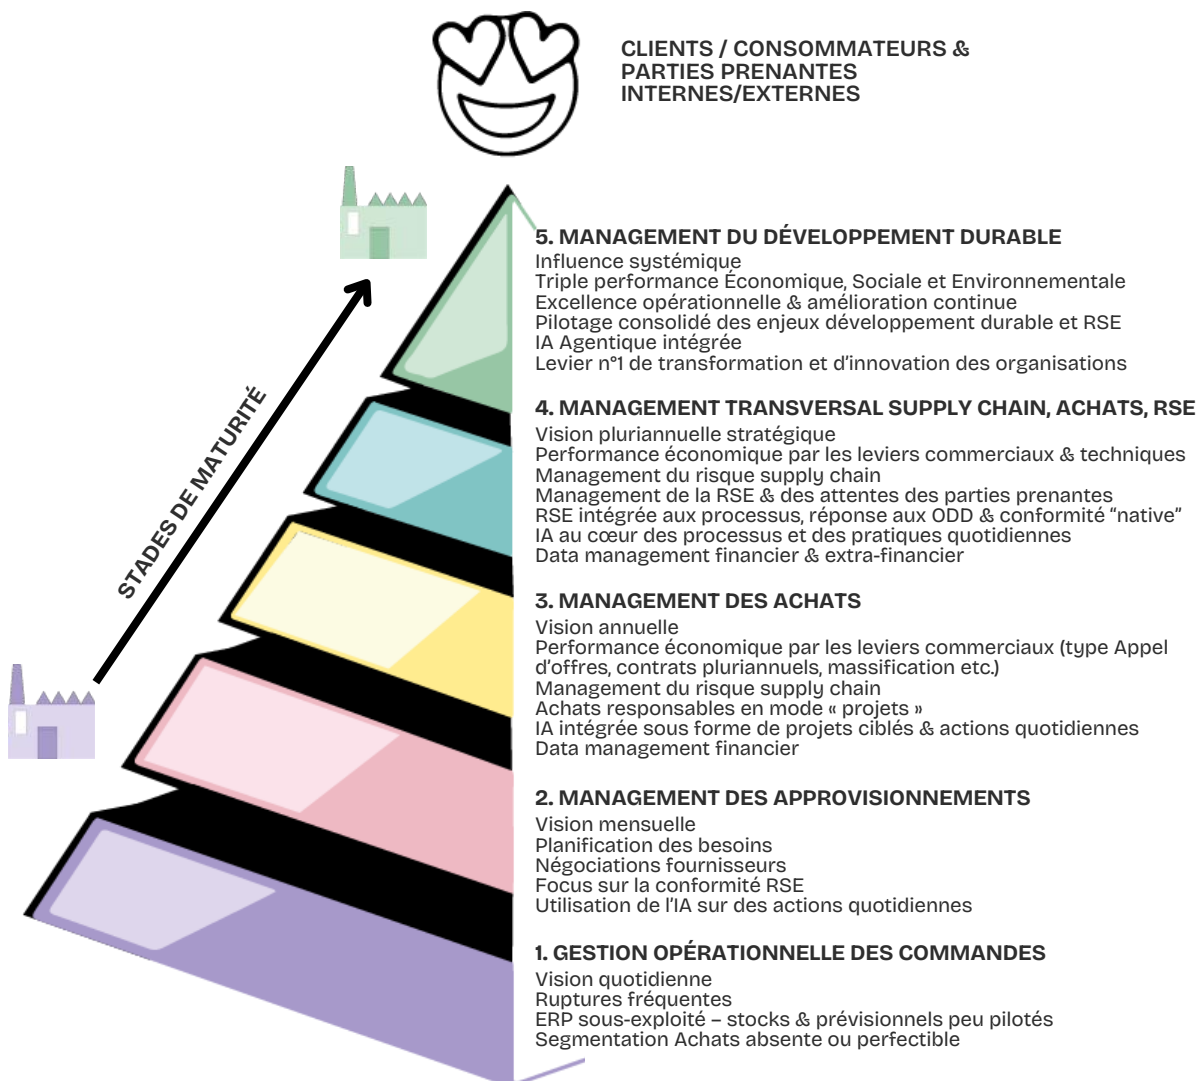 CLIENTS / CONSOMMATEURS &
PARTIES PRENANTES
INTERNES/EXTERNES
5. MANAGEMENT DU DÉVELOPPEMENT DURABLE
Influence systémique
Triple performance Économique, Sociale et Environnementale
Excellence opérationnelle & amélioration continue
Pilotage consolidé des enjeux développement durable et RSE
IA Agentique intégrée
Levier n°1 de transformation et d'innovation des organisations
STADES DE MATURITÉ
4. MANAGEMENT TRANSVERSAL SUPPLY CHAIN, ACHATS, RSE
Vision pluriannuelle stratégique
Performance économique par les leviers commerciaux & techniques
Management du risque supply chain
Management de la RSE & des attentes des parties prenantes
RSE intégrée aux processus, réponse aux ODD & conformité “native”
IA au cœur des processus et des pratiques quotidiennes
Data management financier & extra-financier
3. MANAGEMENT DES ACHATS
Vision annuelle
Performance économique par les leviers commerciaux (type Appel
d'offres, contrats pluriannuels, massification etc.)
Management du risque supply chain
Achats responsables en mode « projets »
IA intégrée sous forme de projets ciblés & actions quotidiennes
Data management financier
2. MANAGEMENT DES APPROVISIONNEMENTS
Vision mensuelle
Planification des besoins
Négociations fournisseurs
Focus sur la conformité RSE
Utilisation de l'IA sur des actions quotidiennes
1. GESTION OPÉRATIONNELLE DES COMMANDES
Vision quotidienne
Ruptures fréquentes
ERP sous-exploité – stocks & prévisionnels peu pilotés
Segmentation Achats absente ou perfectible